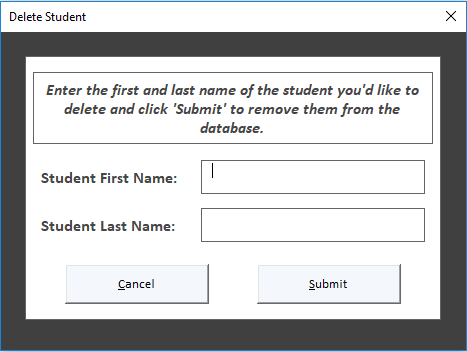 Delete Student
Enter the first and last name of the student you'd like to
delete and click 'Submit' to remove them from the
database.
Student First Name:
Student Last Name:
Cancel
Submit